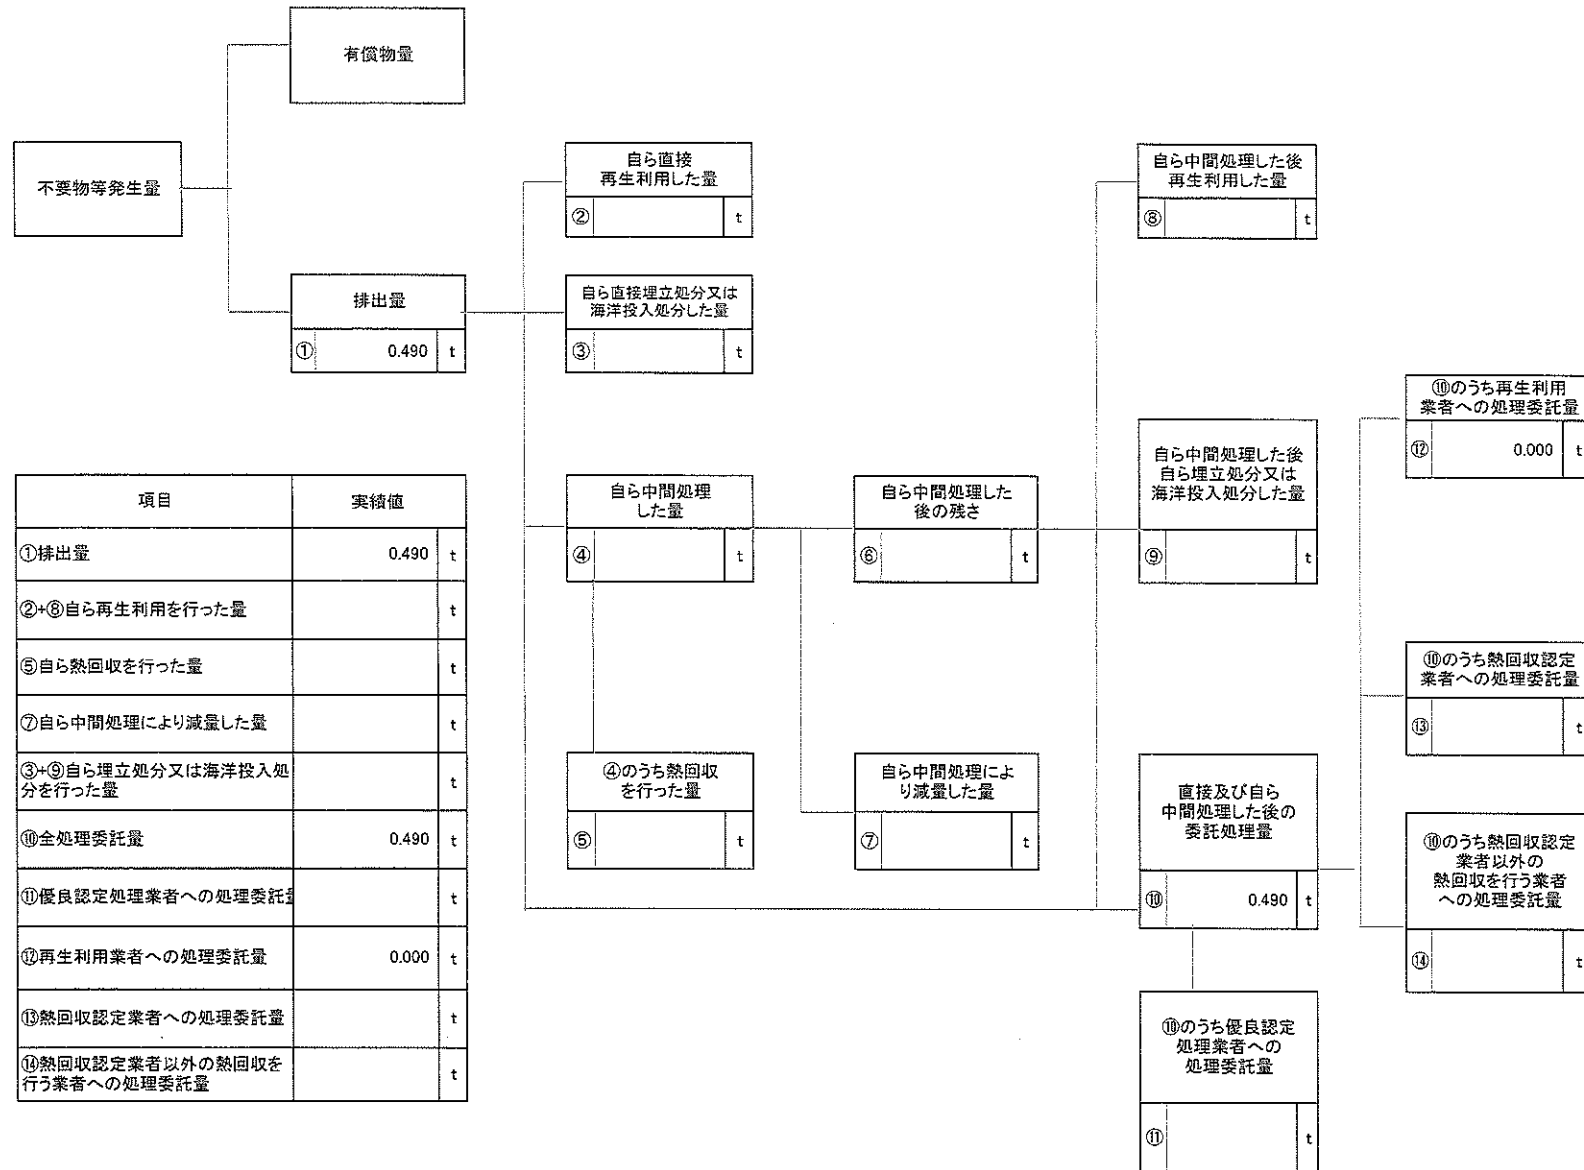 有償物量
不要物等発生量
排出量
① 0.490 t
自ら直接
再生利用した量
② t
自ら直接埋立処分又は
海洋投入処分した量
③ t
自ら中間処理
した量
④ t
④のうち熱回収
を行った量
⑤ t
自ら中間処理した
後の残さ
⑥ t
自ら中間処理によ
り減量した量
⑦ t
自ら中間処理した後
再生利用した量
⑧ t
自ら中間処理した後
自ら埋立処分又は
海洋投入処分した量
⑨ t
直接及び自ら
中間処理した後の
委託処理量
⑩ 0.490 t
⑩のうち優良認定
処理業者への
処理委託量
⑪ t
⑩のうち再生利用
業者への処理委託量
⑫ 0.000 t
⑩のうち熱回収認定
業者への処理委託量
⑬ t
⑩のうち熱回収認定
業者以外の
熱回収を行う業者
への処理委託量
⑭ t
項目 実績値
①排出量 0.490 t
②+⑧自ら再生利用を行った量 t
⑤自ら熱回収を行った量 t
⑦自ら中間処理により減量した量 t
③+⑨自ら埋立処分又は海洋投入処
分を行った量 t
⑩全処理委託量 0.490 t
⑪優良認定処理業者への処理委託量 t
⑫再生利用業者への処理委託量 0.000 t
⑬熱回収認定業者への処理委託量 t
⑭熱回収認定業者以外の熱回収を
行う業者への処理委託量 t